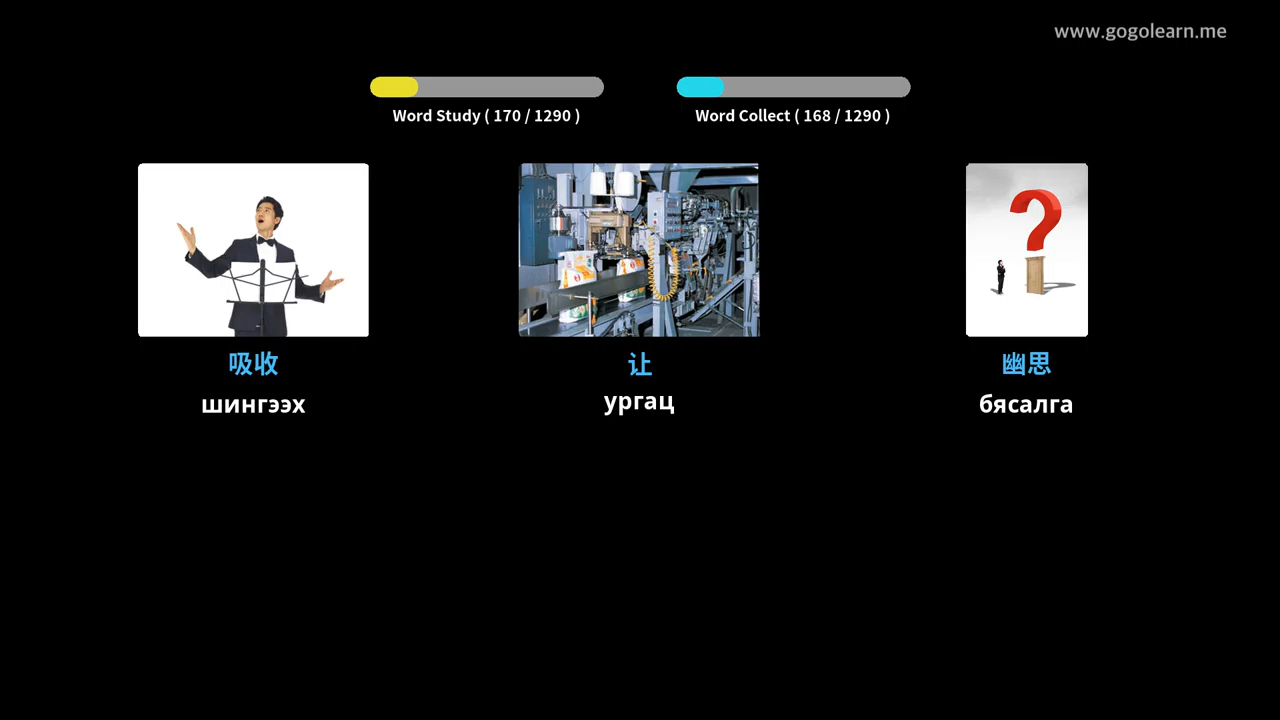 www.gogolearn.me
Word Study ( 170 / 1290 )
Word Collect ( 168 / 1290 )
吸收
让
幽思
шингээх
ургац
бясалга